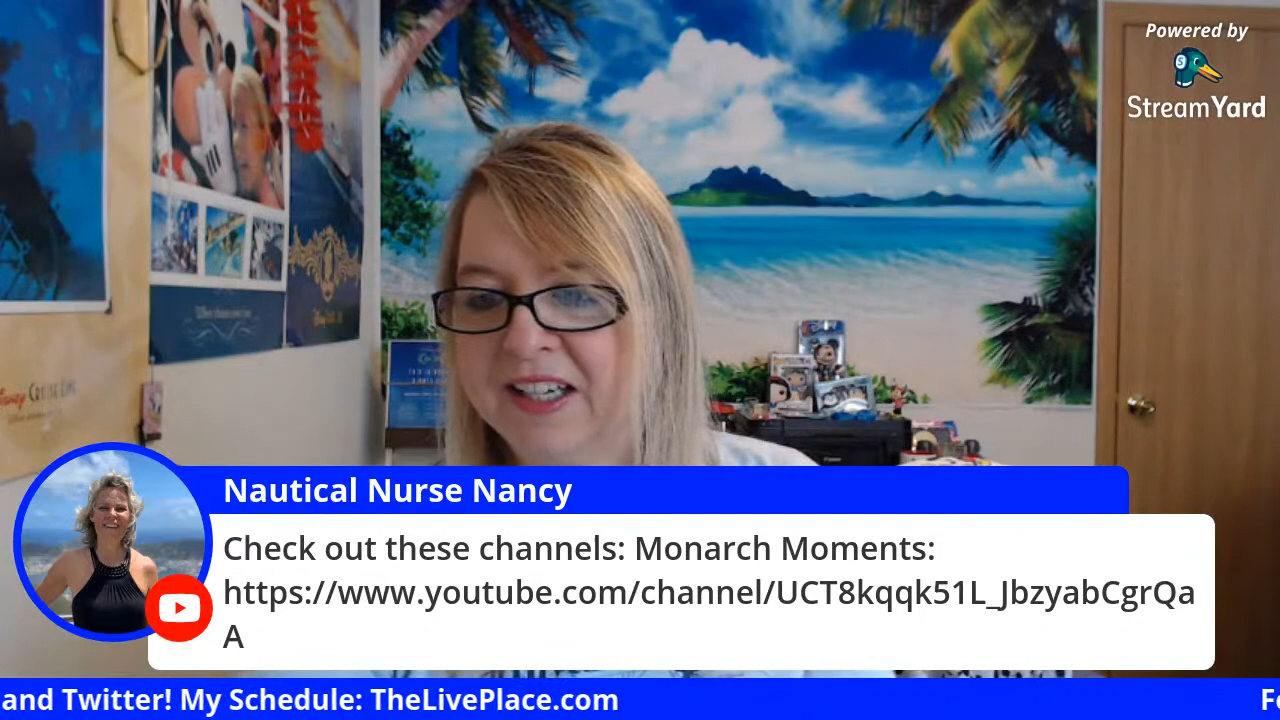 Powered by
StreamYard
Nautical Nurse Nancy
Check out these channels: Monarch Moments:
https://www.youtube.com/channel/UCT8kqqk51L_JbzyabCgrQa
A
and Twitter! My Schedule: TheLivePlace.com